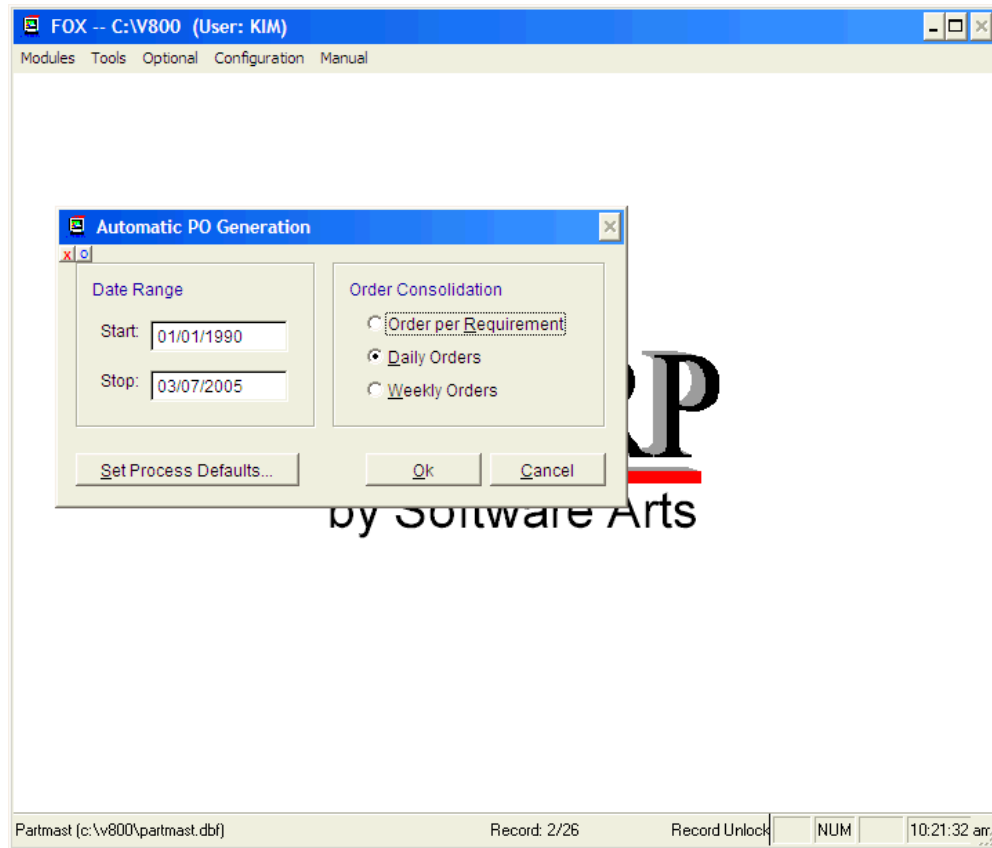 FOX -- C:\V800 (User: KIM)
Modules Tools Optional Configuration Manual
Automatic PO Generation
X O
Date Range
Start: 01/01/1990
Stop: 03/07/2005
Order Consolidation
Order per Requirement
Daily Orders
Weekly Orders
Set Process Defaults...
Ok
Cancel
RP
by Software Arts
Partmast (c:\v800\partmast.dbf) Record: 2/26 Record Unlock NUM 10:21:32 am